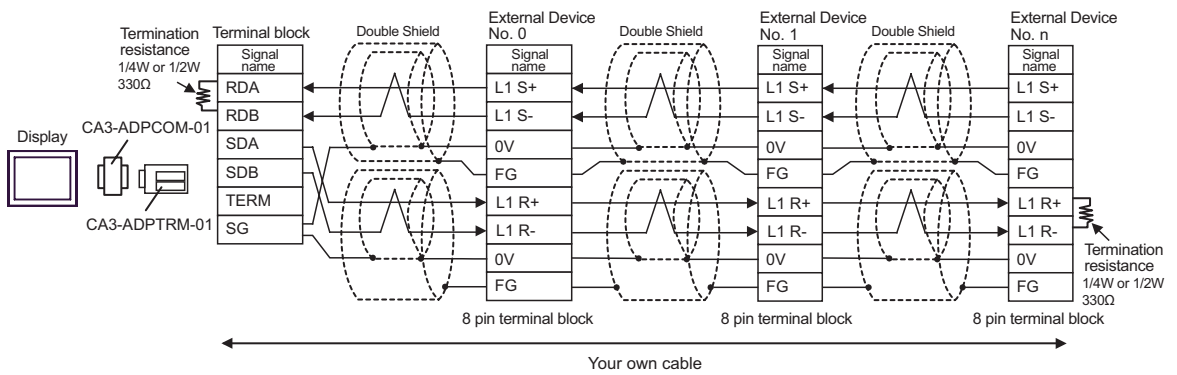 Display
CA3-ADPCOM-01
CA3-ADPTRM-01
Termination
resistance
1/4W or 1/2W
330Ω
Terminal block
Signal
name
RDA
RDB
SDA
SDB
TERM
SG
Double Shield
External Device
No. 0
Signal
name
L1 S+
L1 S-
0V
FG
L1 R+
L1 R-
0V
FG
8 pin terminal block
Double Shield
External Device
No. 1
Signal
name
L1 S+
L1 S-
0V
FG
L1 R+
L1 R-
0V
FG
8 pin terminal block
Double Shield
External Device
No. n
Signal
name
L1 S+
L1 S-
0V
FG
L1 R+
L1 R-
0V
FG
8 pin terminal block
Termination
resistance
1/4W or 1/2W
330Ω
Your own cable